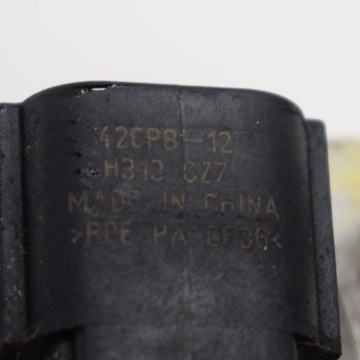 42CP8-12
H313 CZ7
MADE IN CHINA
>PPE PA GF30<